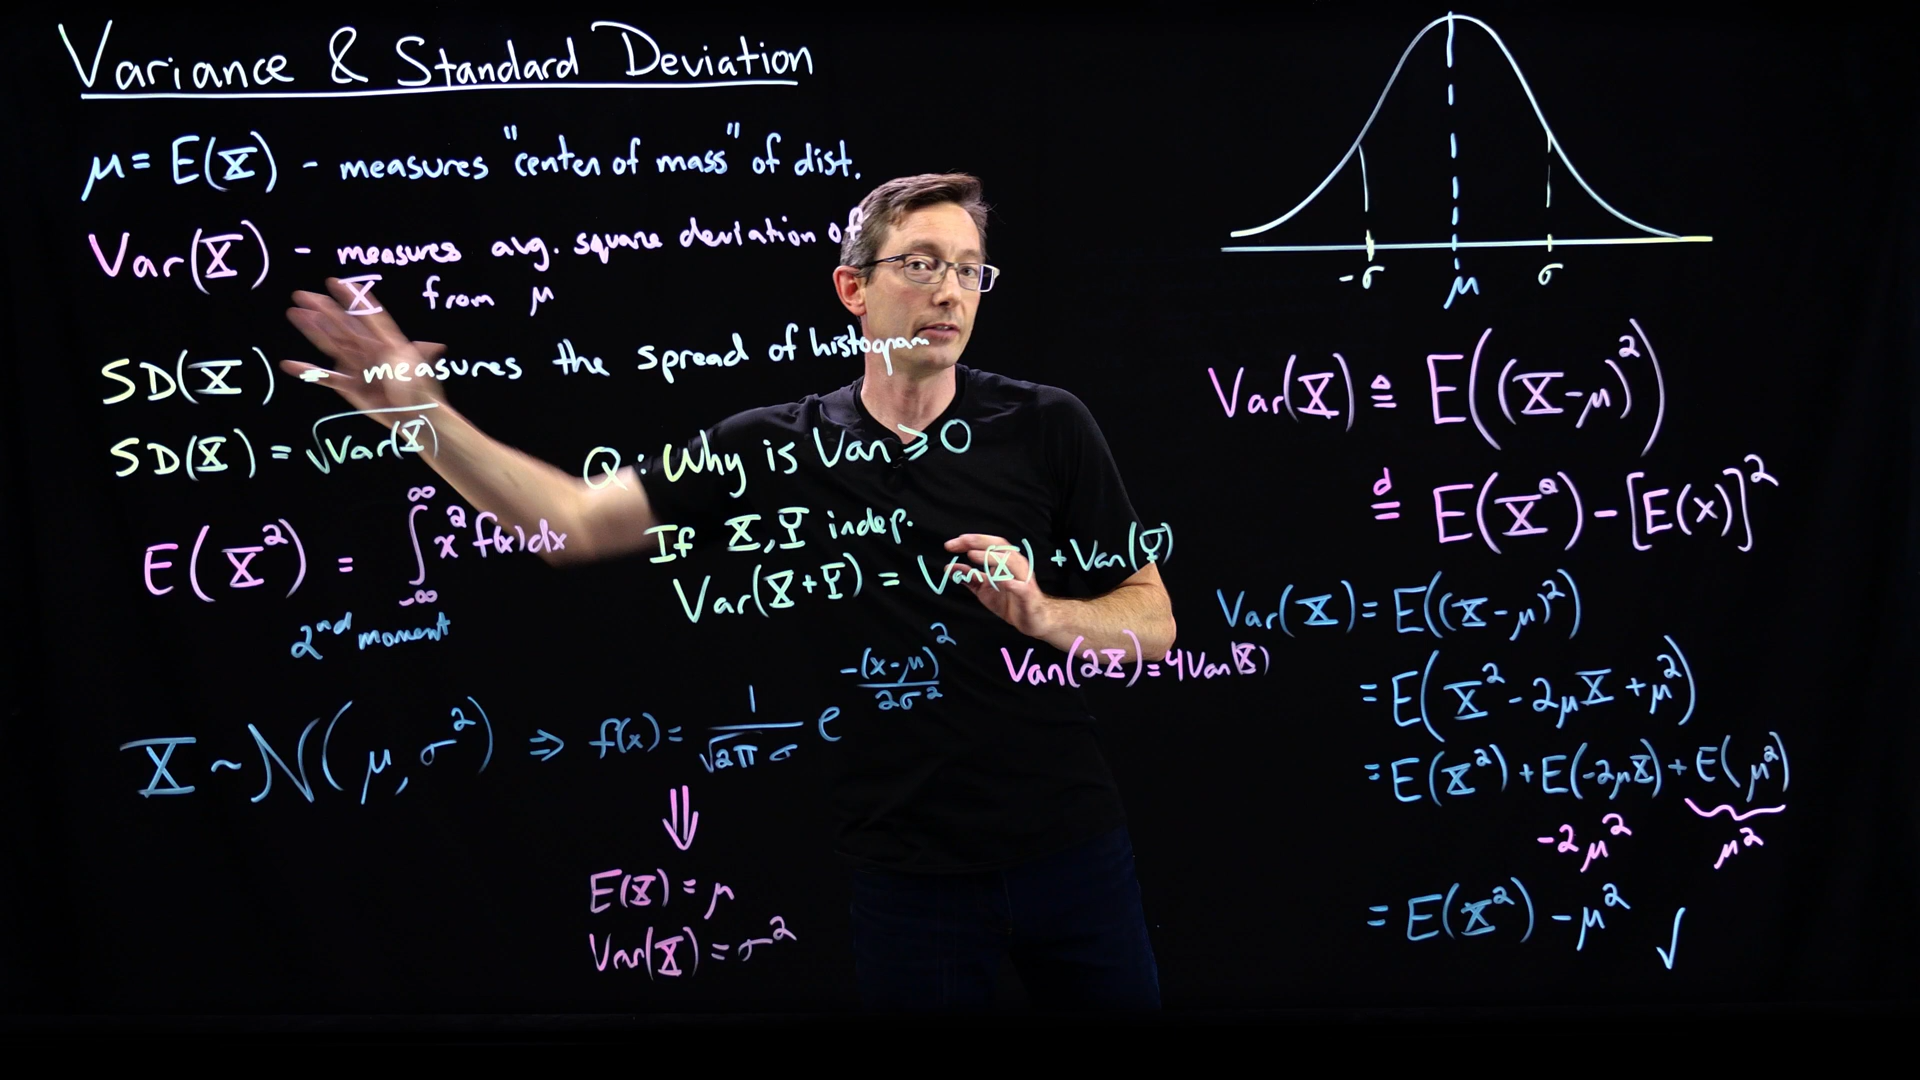 Variance & Standard Deviation
μ = E(X) - measures "center of mass" of dist.
Var(X) - measures avg. square deviation of
X from μ
SD(X) - measures the spread of histogram
SD(X) = √Var(X)
Q: Why is Var ≥ 0
E(X²) = ∫_{-∞}^{∞} x² f(x) dx
2nd moment
If X, Y indep.
Var(X+Y) = Var(X) + Var(Y)
Var(2X) = 4Var(X)
X ~ N(μ, σ²) ⇒ f(x) = 1/(√2π σ) e^{-(x-μ)²/2σ²}
⇓
E(X) = μ
Var(X) = σ²
-σ μ σ
Var(X) ≜ E((X-μ)²)
≝ E(X²) - [E(x)]²
Var(X) = E((X-μ)²)
= E(X² - 2μX + μ²)
= E(X²) + E(-2μX) + E(μ²)
-2μ² μ²
= E(X²) - μ² √